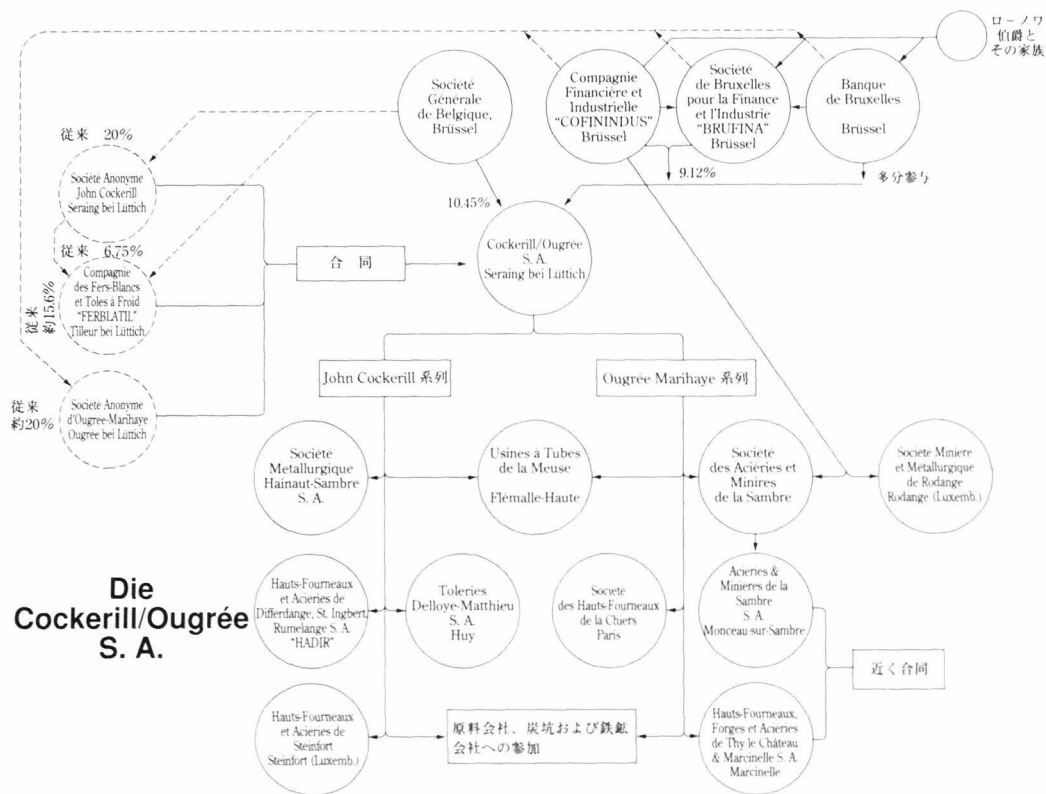 ローノワ
伯爵と
その家族
Société
Générale
de Belgique,
Brüssel
Compagnie
Financière et
Industrielle
"COFININDUS"
Brüssel
Société
de Bruxelles
pour la Finance
et l'Industrie
"BRUFINA"
Brüssel
Banque
de Bruxelles
Brüssel
従来 20%
Société Anonyme
John Cockerill
Seraing bei Lüttich
10.45%
9.12%
多分参与
従来 6.75%
Compagnie
des Fers-Blancs
et Toles à Froid
"FERBLATIL"
Tilleur bei Lüttich
従来
約15.6%
合同
Cockerill/Ougrée
S. A.
Seraing bei Lüttich
従来
約20%
Société Anonyme
d'Ougrée-Marihaye
Ougrée bei Lüttich
John Cockerill 系列
Ougrée Marihaye 系列
Société
Metallurgique
Hainaut-Sambre
S. A.
Usines à Tubes
de la Meuse
Flémalle-Haute
Société
des Aciéries et
Minires
de la Sambre
Societe Miniere
et Métallurgique
de Rodange
Rodange (Luxemb.)
Die
Cockerill/Ougrée
S. A.
Hauts-Fourneaux
et Acieries de
Differdange, St. Ingbert,
Rumelange S. A.
"HADIR"
Toleries
Delloye-Matthieu
S. A.
Huy
Societe
des Hauts-Fourneaux
de la Chiers
Paris
Acieries &
Minieres de la
Sambre
S. A.
Monceau-sur-Sambre
近く合同
Hauts-Fourneaux
et Acieries de
Steinfort
Steinfort (Luxemb.)
原料会社、炭坑および鉄鉱
会社への参加
Hauts-Fourneaux,
Forges et Acieries
de Thy le Château
& Marcinelle S. A.
Marcinelle